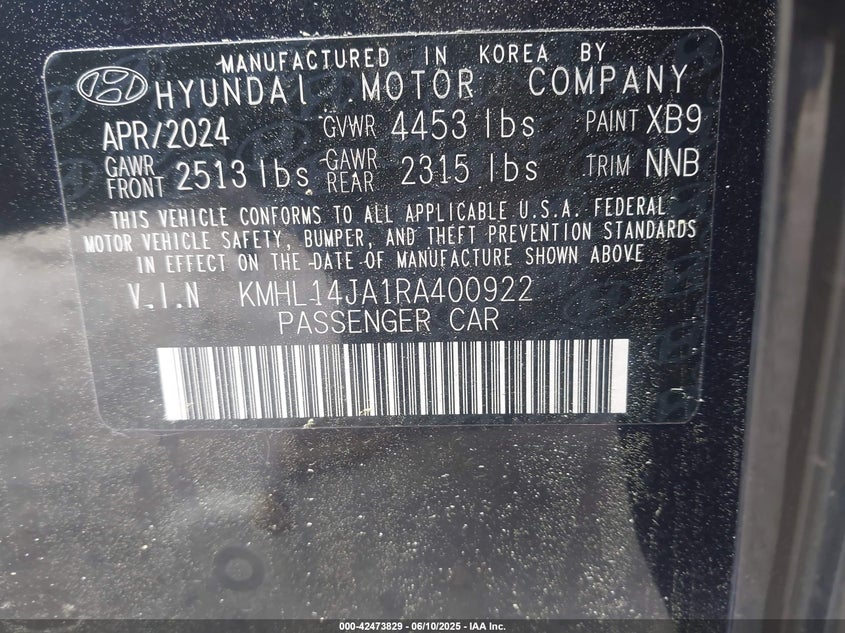 MANUFACTURED IN KOREA BY
HYUNDAI MOTOR COMPANY
APR/2024 GVWR 4453 lbs PAINT XB9
GAWR FRONT 2513 lbs GAWR REAR 2315 lbs TRIM NNB
THIS VEHICLE CONFORMS TO ALL APPLICABLE U.S.A. FEDERAL
MOTOR VEHICLE SAFETY, BUMPER, AND THEFT PREVENTION STANDARDS
IN EFFECT ON THE DATE OF MANUFACTURE SHOWN ABOVE
V.I.N KMHL14JA1RA400922
PASSENGER CAR
000-42473829 - 06/10/2025 - IAA Inc.